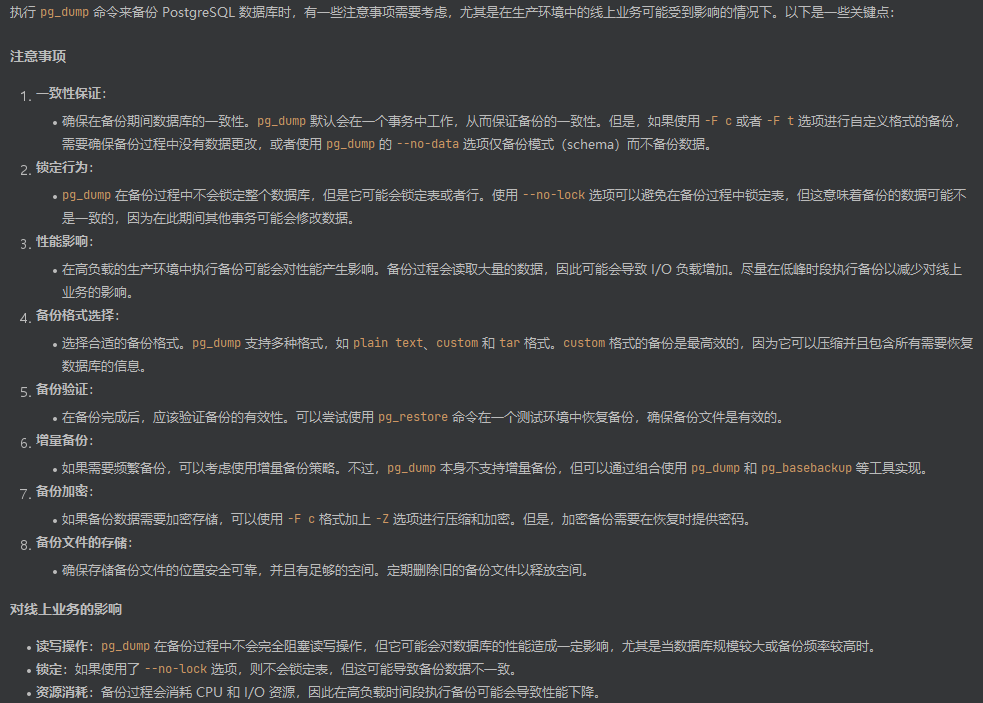 执行 pg_dump 命令来备份 PostgreSQL 数据库时，有一些注意事项需要考虑，尤其是在生产环境中的线上业务可能受到影响的情况下。以下是一些关键点：
注意事项
1. 一致性保证：
• 确保在备份期间数据库的一致性。pg_dump 默认会在一个事务中工作，从而保证备份的一致性。但是，如果使用 -F c 或者 -F t 选项进行自定义格式的备份，
需要确保备份过程中没有数据更改，或者使用 pg_dump 的 --no-data 选项仅备份模式（schema）而不备份数据。
2. 锁定行为：
• pg_dump 在备份过程中不会锁定整个数据库，但是它可能会锁定表或者行。使用 --no-lock 选项可以避免在备份过程中锁定表，但这意味着备份的数据可能不
是一致的，因为在此期间其他事务可能会修改数据。
3. 性能影响：
• 在高负载的生产环境中执行备份可能会对性能产生影响。备份过程会读取大量的数据，因此可能会导致 I/O 负载增加。尽量在低峰时段执行备份以减少对线上
业务的影响。
4. 备份格式选择：
• 选择合适的备份格式。pg_dump 支持多种格式，如 plain text、custom 和 tar 格式。custom 格式的备份是最高效的，因为它可以压缩并且包含所有需要恢复
数据库的信息。
5. 备份验证：
• 在备份完成后，应该验证备份的有效性。可以尝试使用 pg_restore 命令在一个测试环境中恢复备份，确保备份文件是有效的。
6. 增量备份：
• 如果需要频繁备份，可以考虑使用增量备份策略。不过，pg_dump 本身不支持增量备份，但可以通过组合使用 pg_dump 和 pg_basebackup 等工具实现。
7. 备份加密：
• 如果备份数据需要加密存储，可以使用 -F c 格式加上 -Z 选项进行压缩和加密。但是，加密备份需要在恢复时提供密码。
8. 备份文件的存储：
• 确保存储备份文件的位置安全可靠，并且有足够的空间。定期删除旧的备份文件以释放空间。
对线上业务的影响
• 读写操作：pg_dump 在备份过程中不会完全阻塞读写操作，但它可能会对数据库的性能造成一定影响，尤其是当数据库规模较大或备份频率较高时。
• 锁定：如果使用了 --no-lock 选项，则不会锁定表，但这可能导致备份数据不一致。
• 资源消耗：备份过程会消耗 CPU 和 I/O 资源，因此在高负载时间段执行备份可能会导致性能下降。